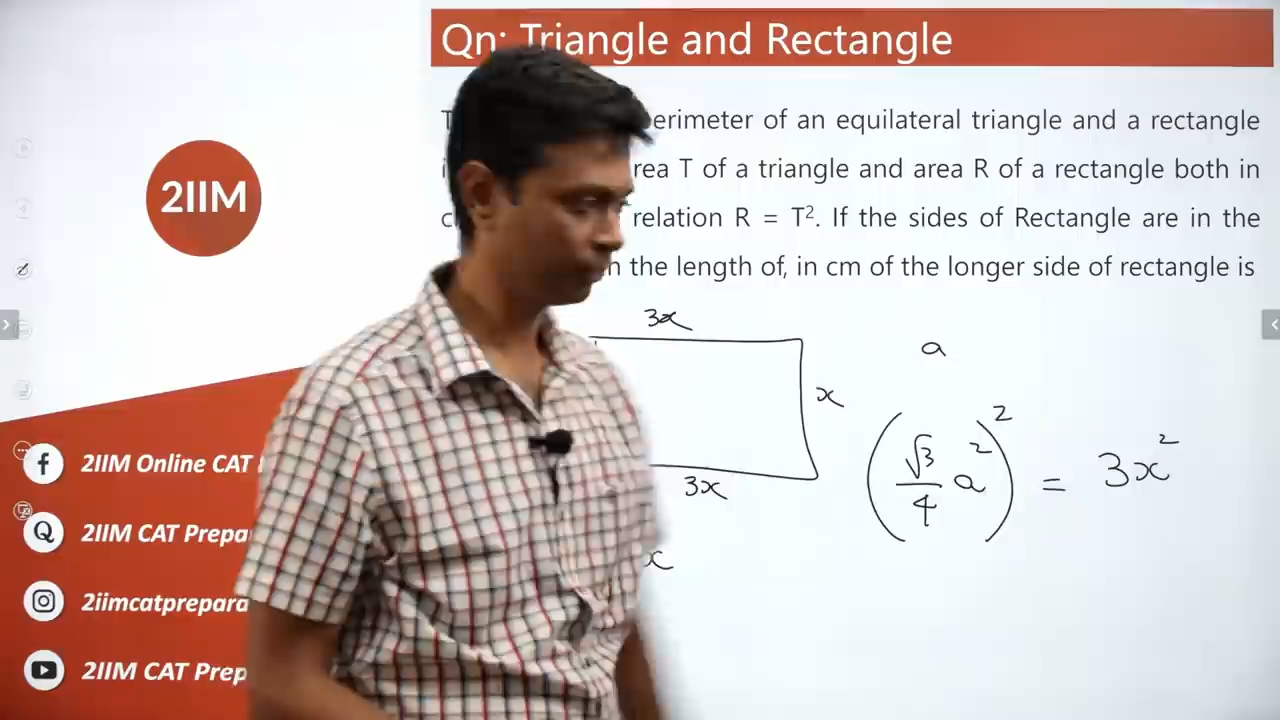 Qn: Triangle and Rectangle
erimeter of an equilateral triangle and a rectangle
rea T of a triangle and area R of a rectangle both in
relation R = T². If the sides of Rectangle are in the
the length of, in cm of the longer side of rectangle is
2IIM
3x
x
3x
x
a
(√3/4 a²)² = 3x²
2IIM Online CAT
2IIM CAT Prepa
2iimcatprepara
2IIM CAT Prep